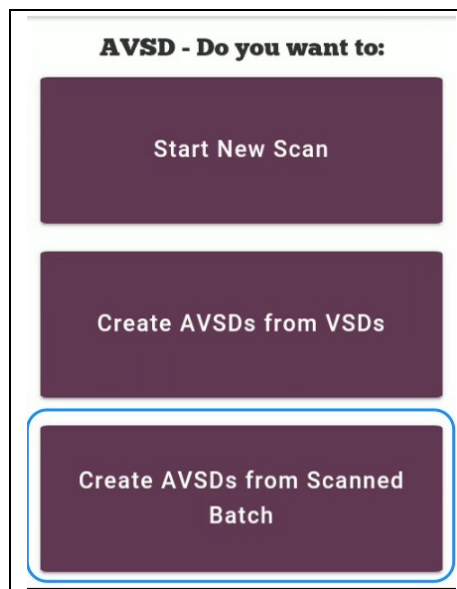 AVSD - Do you want to:
Start New Scan
Create AVSDs from VSDs
Create AVSDs from Scanned
Batch